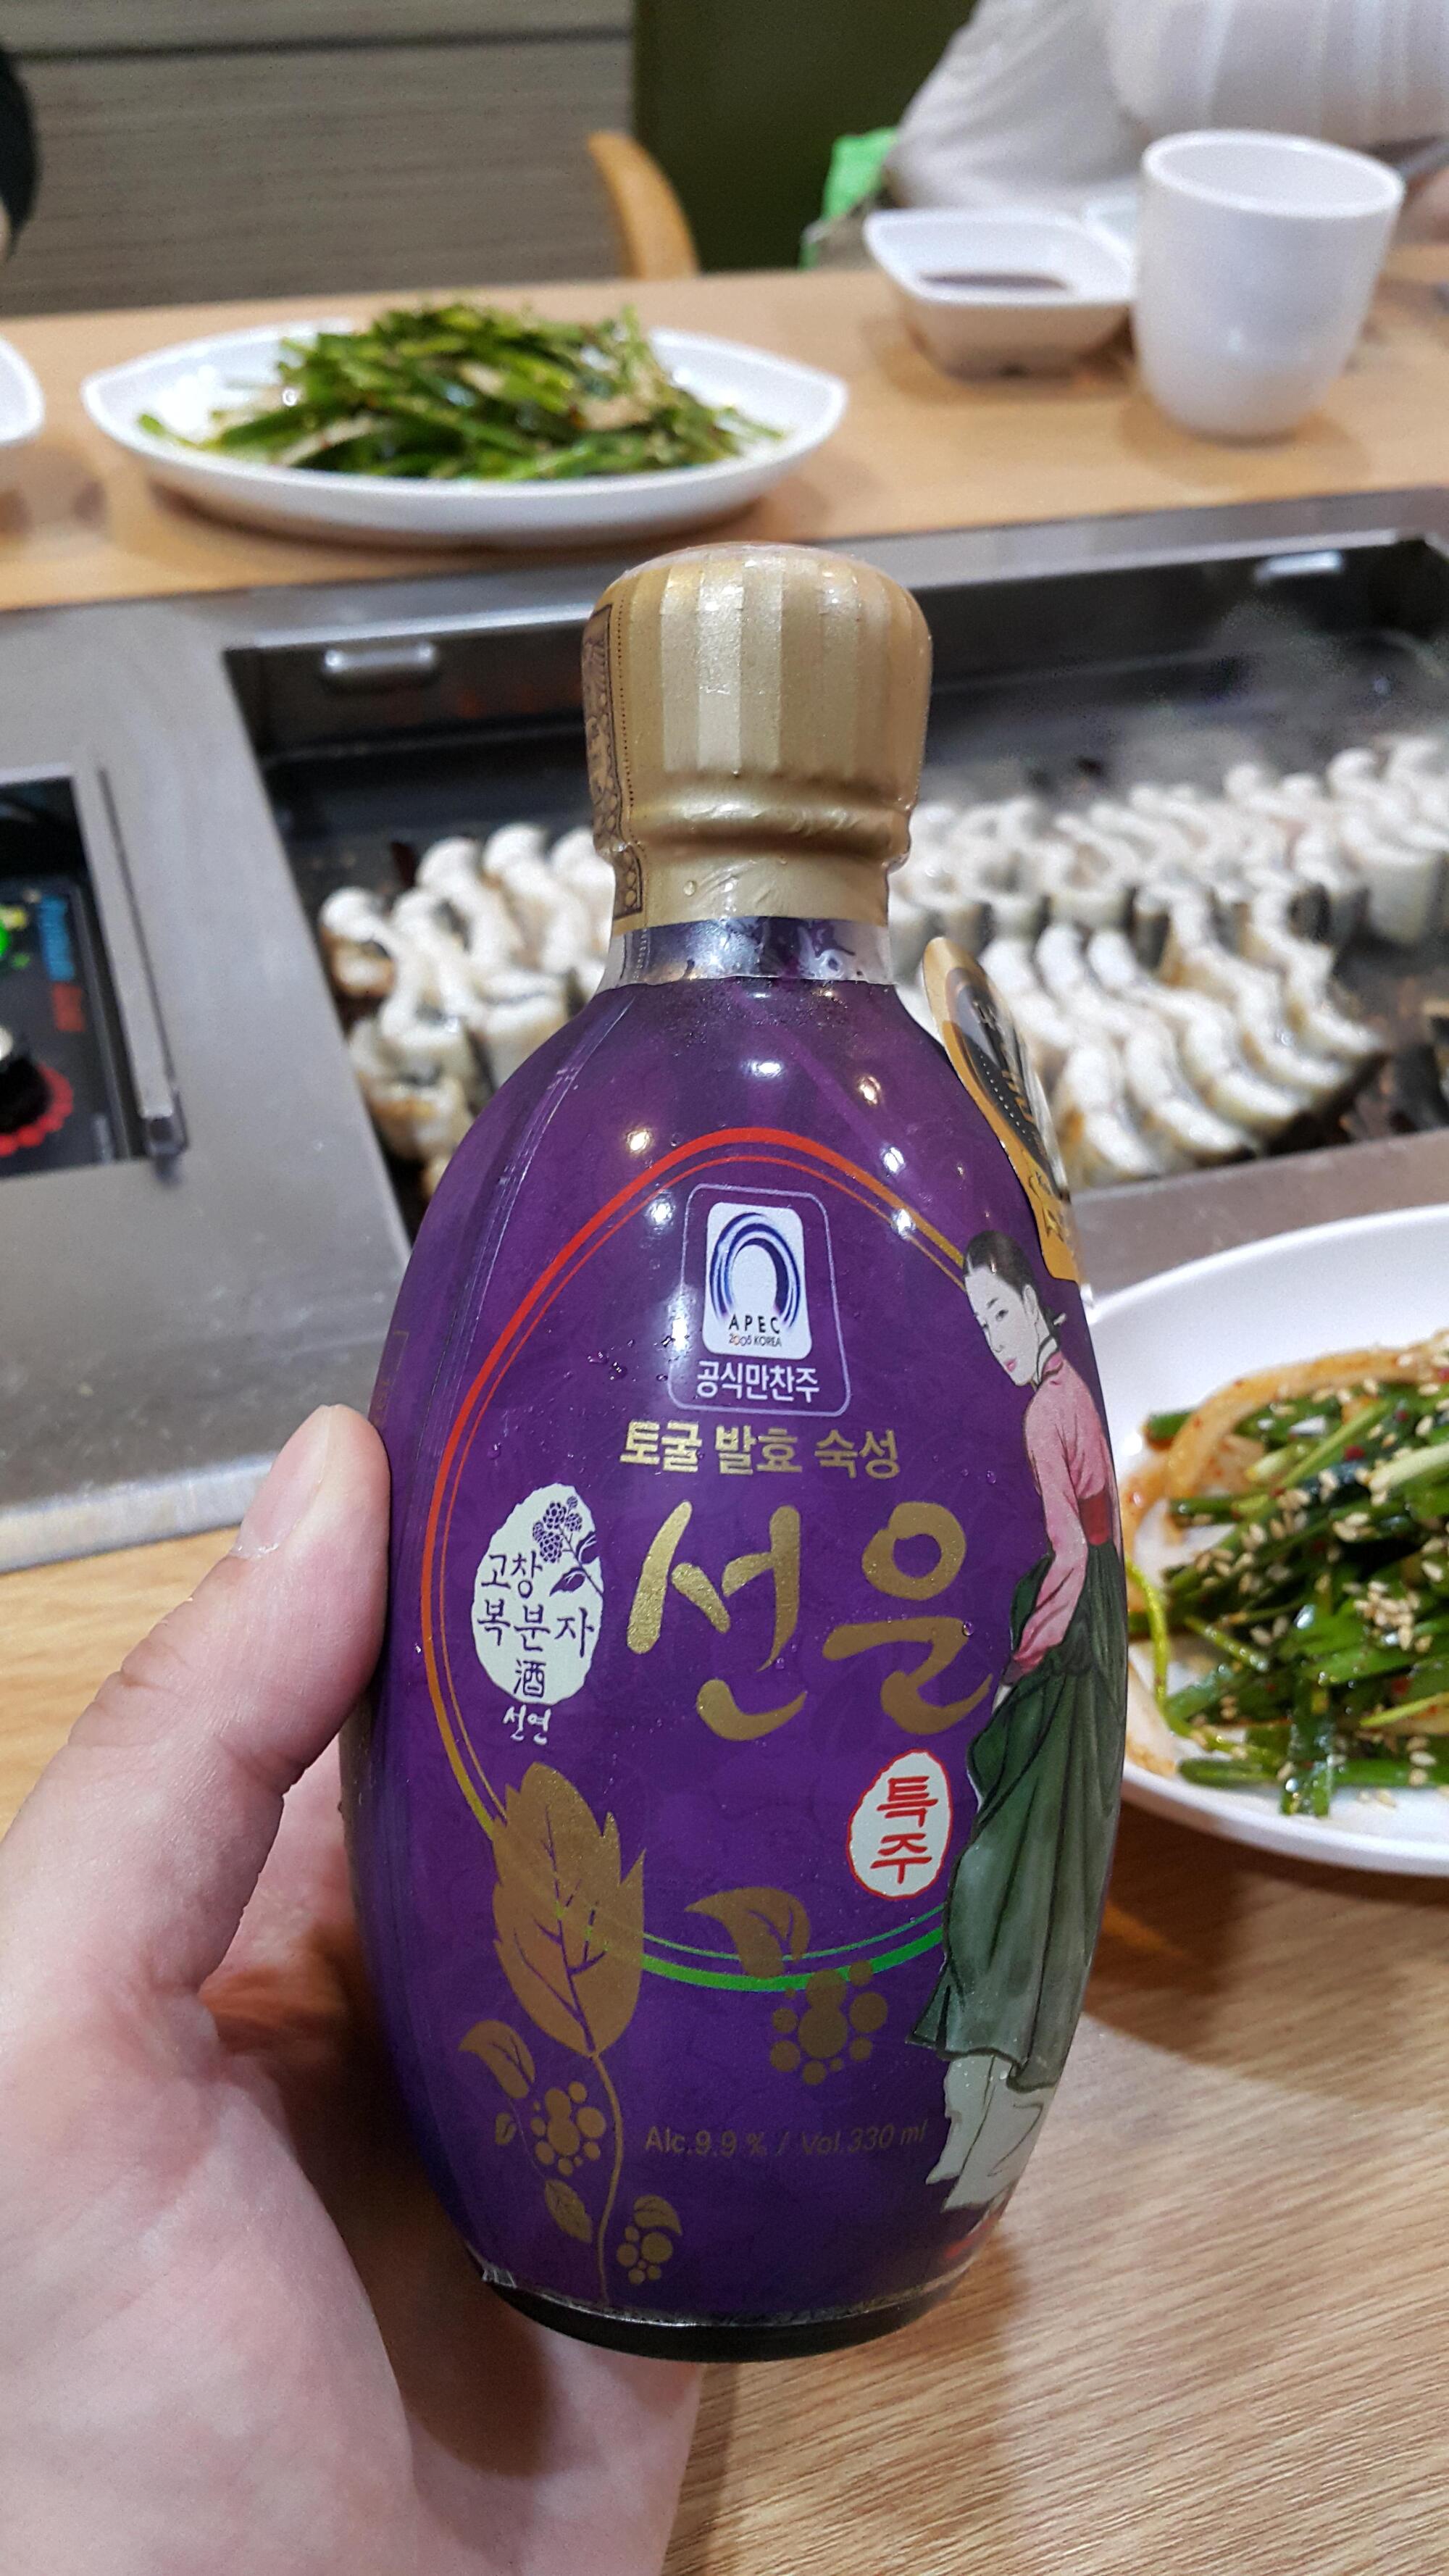 APEC
2005 KOREA
공식만찬주
토굴 발효 숙성
선운
고창
복분자
酒
선연
특
주
Alc.9.9 % / Vol.330 ml